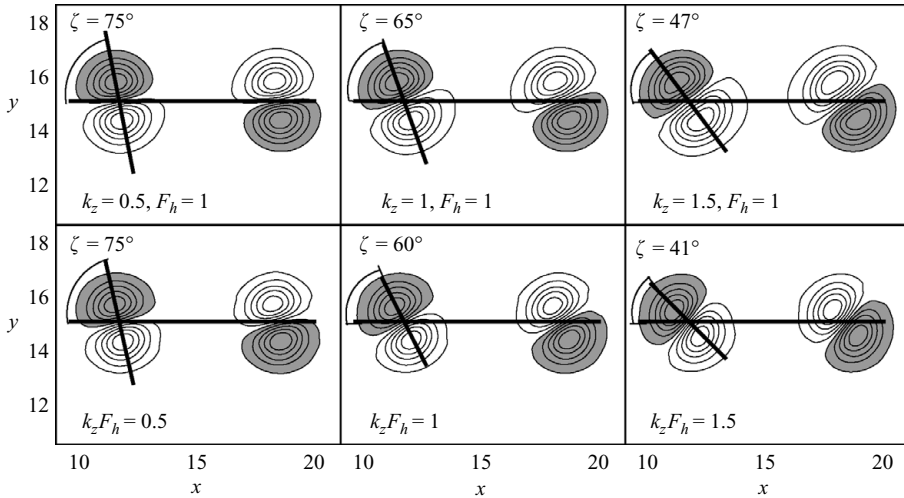 18
ζ = 75°
ζ = 65°
ζ = 47°
16
y
14
12
k_z = 0.5, F_h = 1
k_z = 1, F_h = 1
k_z = 1.5, F_h = 1
18
ζ = 75°
ζ = 60°
ζ = 41°
16
y
14
12
k_zF_h = 0.5
k_zF_h = 1
k_zF_h = 1.5
10 15 20 10 15 20 10 15 20
x x x